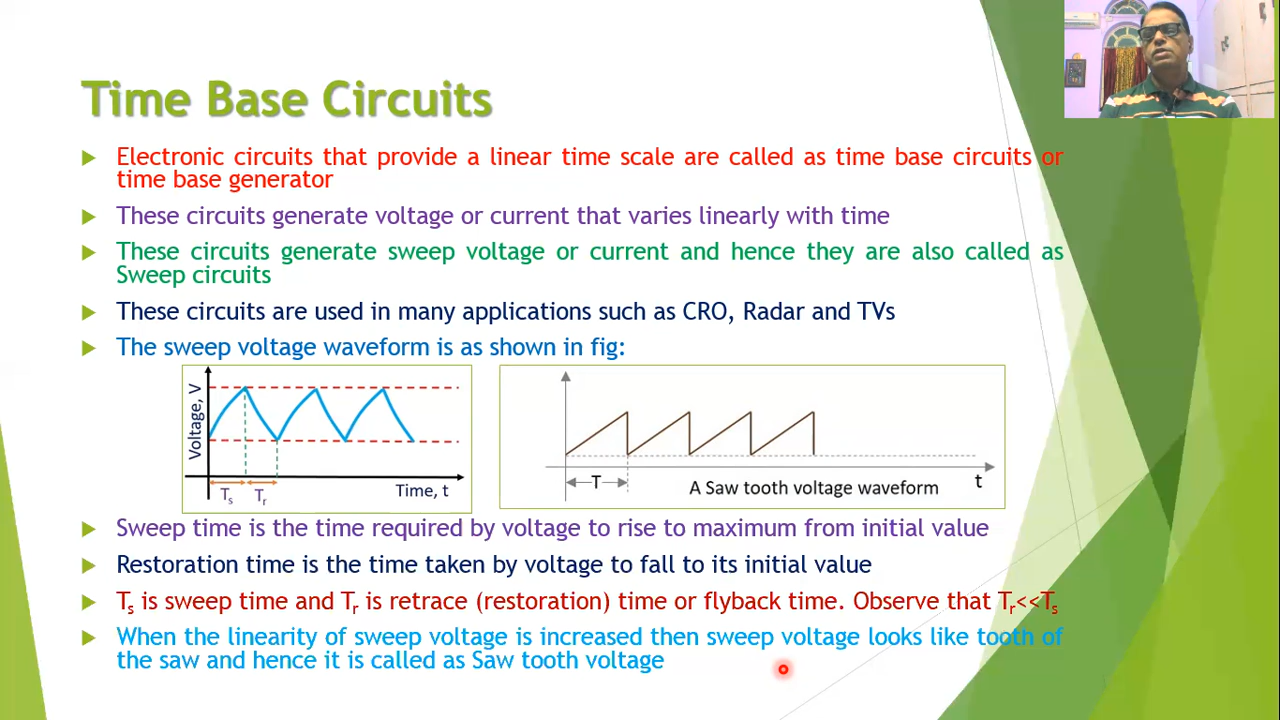 Time Base Circuits
Electronic circuits that provide a linear time scale are called as time base circuits or
time base generator
These circuits generate voltage or current that varies linearly with time
These circuits generate sweep voltage or current and hence they are also called as
Sweep circuits
These circuits are used in many applications such as CRO, Radar and TVs
The sweep voltage waveform is as shown in fig:
Voltage, V
Ts
Tr
Time, t
T
A Saw tooth voltage waveform
t
Sweep time is the time required by voltage to rise to maximum from initial value
Restoration time is the time taken by voltage to fall to its initial value
Ts is sweep time and Tr is retrace (restoration) time or flyback time. Observe that Tr<<Ts
When the linearity of sweep voltage is increased then sweep voltage looks like tooth of
the saw and hence it is called as Saw tooth voltage